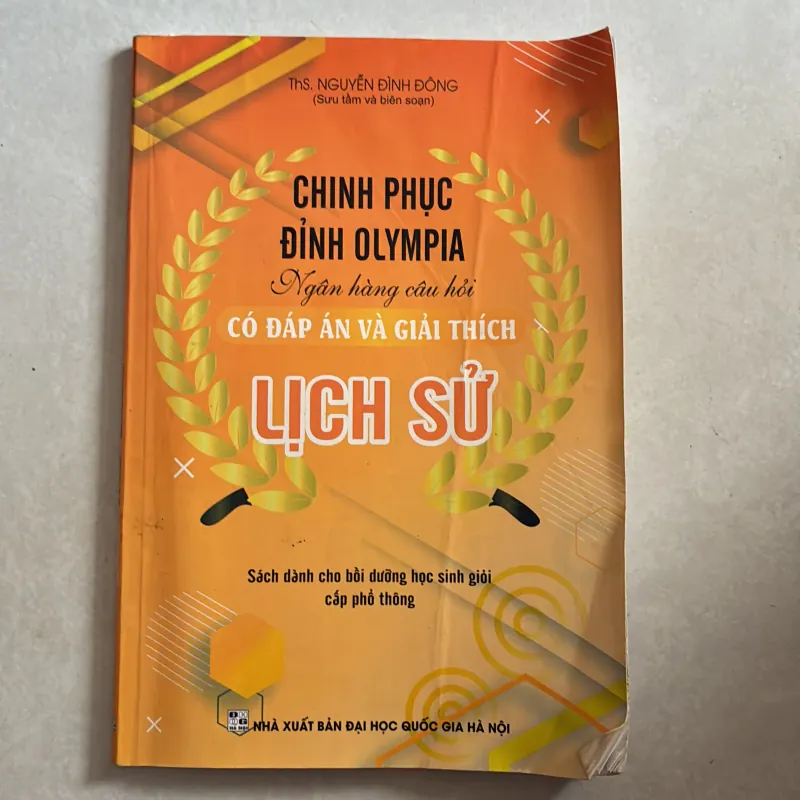 ThS. NGUYỄN ĐÌNH ĐÔNG
(Sưu tầm và biên soạn)
CHINH PHỤC
ĐỈNH OLYMPIA
Ngân hàng câu hỏi
CÓ ĐÁP ÁN VÀ GIẢI THÍCH
LỊCH SỬ
Sách dành cho bồi dưỡng học sinh giỏi
cấp phổ thông
NHÀ XUẤT BẢN ĐẠI HỌC QUỐC GIA HÀ NỘI